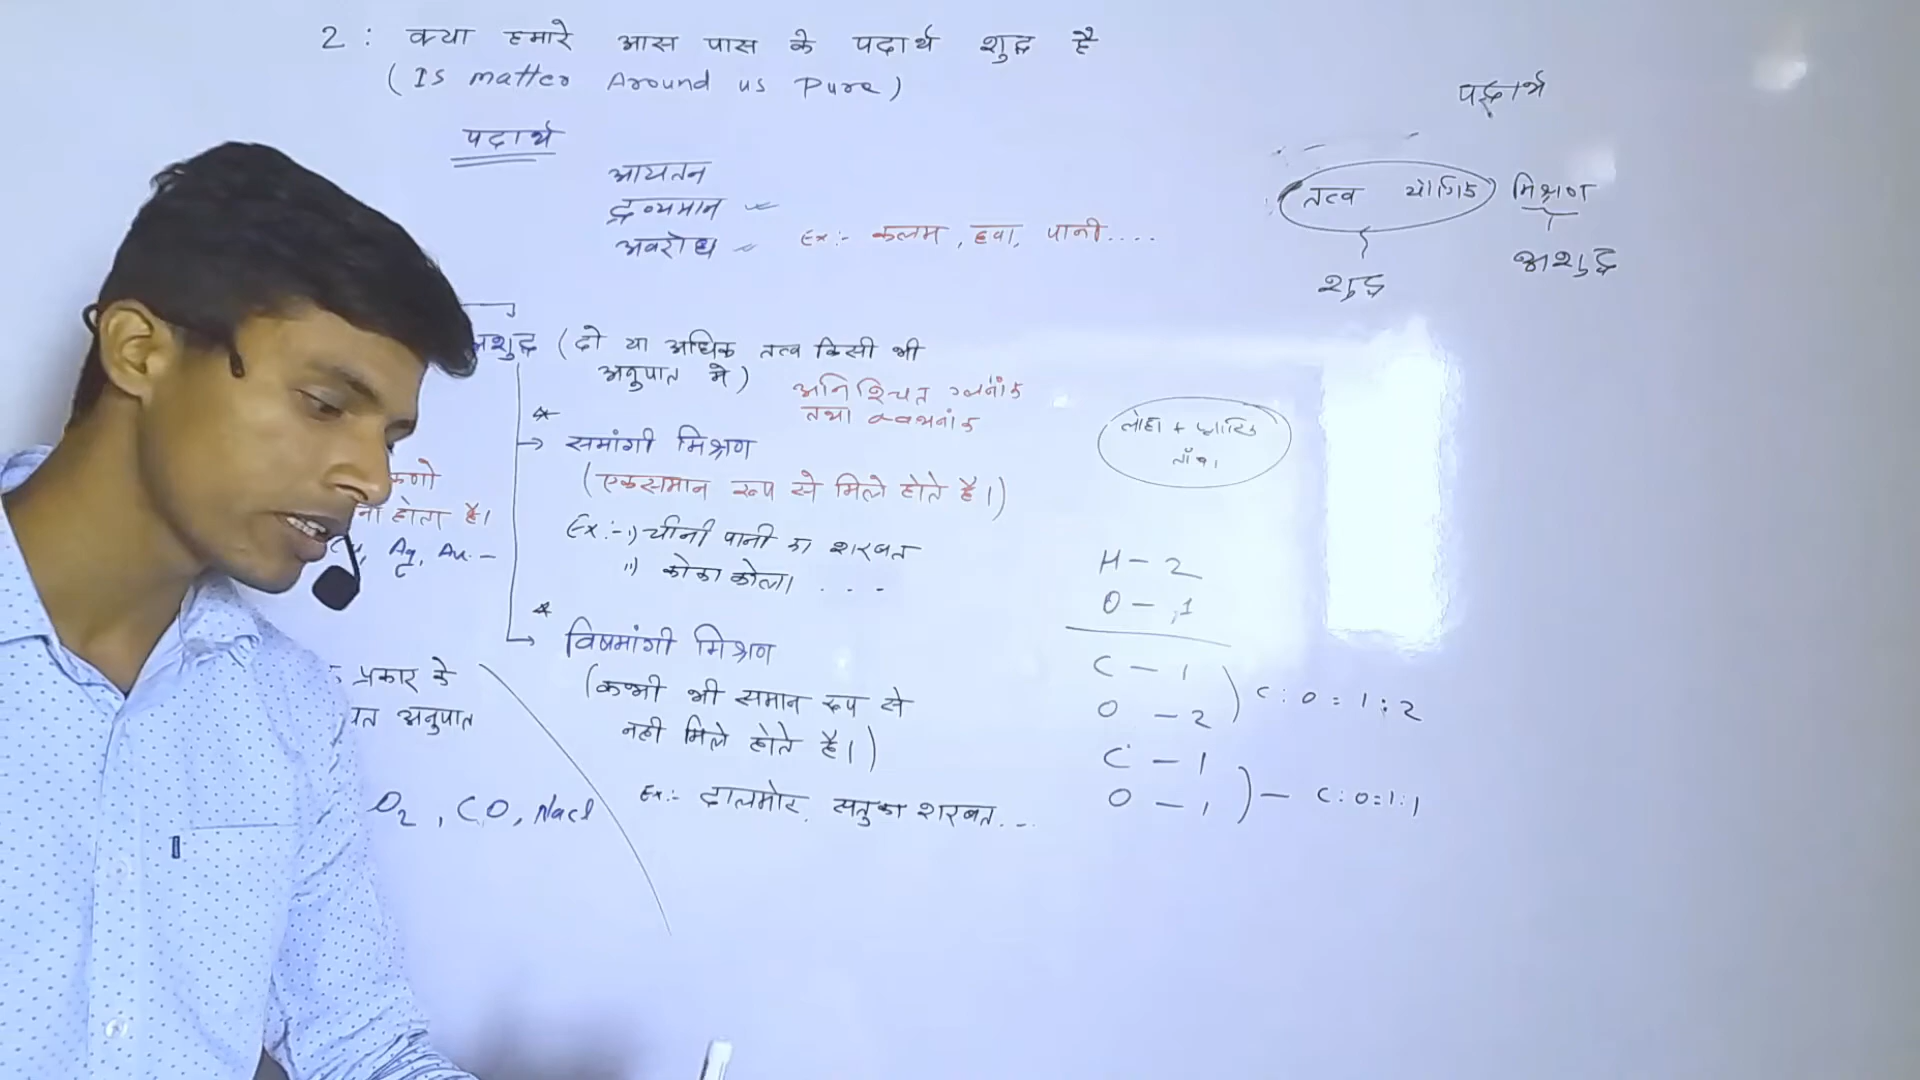 2 : क्या हमारे आस पास के पदार्थ शुद्ध है
(Is matter Around us Pure)
पदार्थ
आयतन
द्रव्यमान
अवरोध
Ex:- कलम, हवा, पानी....
पदार्थ
तत्व यौगिक मिश्रण
शुद्ध
अशुद्ध
अशुद्ध (दो या अधिक तत्व किसी भी
अनुपात मे)
अनिश्चित गलनांक
तथा क्वथनांक
→ समांगी मिश्रण
(एकसमान रूप से मिले होते है।)
Ex:- i) चीनी पानी का शरबत
ii) कोका कोला ....
→ विषमांगी मिश्रण
(कभी भी समान रूप से
नही मिले होते है।)
Ex:- दालमोट, सतु का शरबत...
कणो
होता है।
Ag, Au -
प्रकार के
अनुपात
O2, CO, Nacl
लोहा +
ताँबा
H - 2
O - 1
C - 1
O - 2
C : O = 1 : 2
C - 1
O - 1
- C:O=1:1